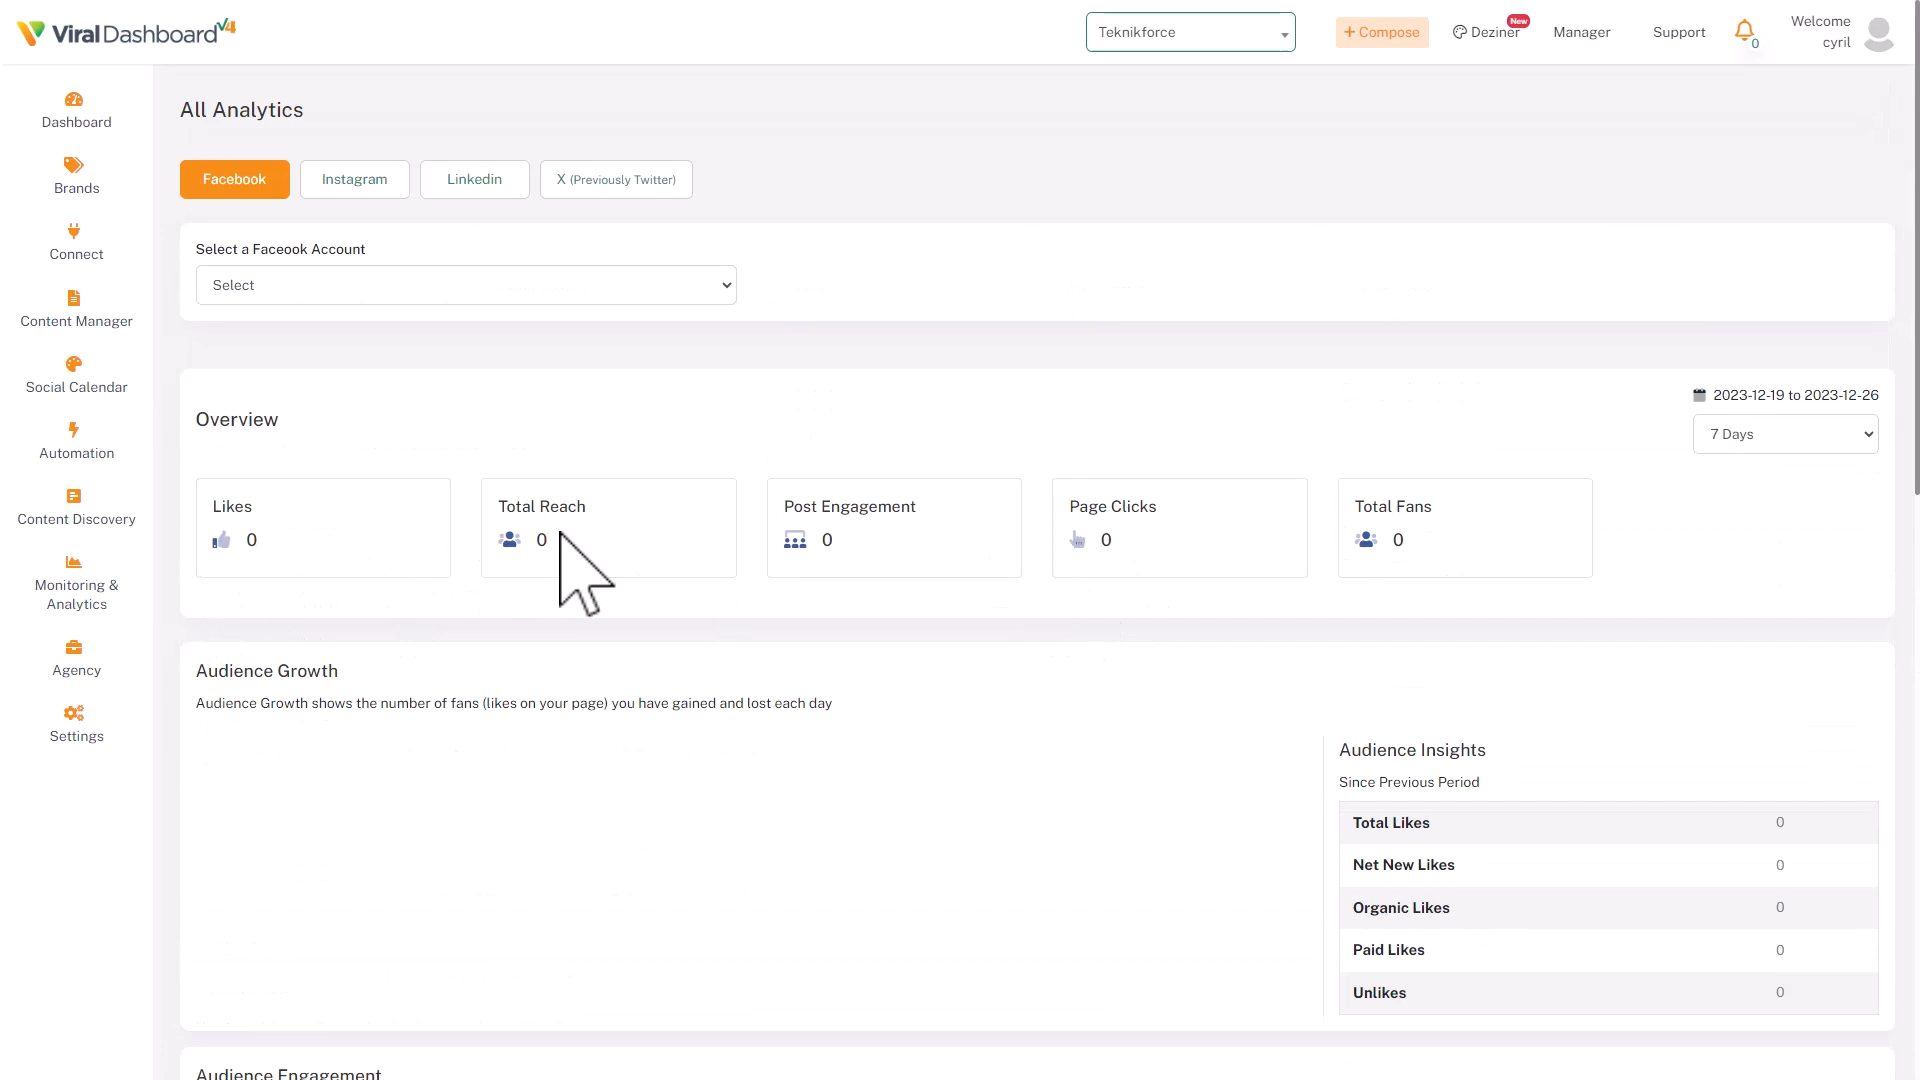 Viral Dashboard V4
Teknikforce
+ Compose
Deziner
New
Manager
Support
0
Welcome
cyril
Dashboard
Brands
Connect
Content Manager
Social Calendar
Automation
Content Discovery
Monitoring &
Analytics
Agency
Settings
All Analytics
Facebook
Instagram
Linkedin
X (Previously Twitter)
Select a Faceook Account
Select
2023-12-19 to 2023-12-26
Overview
7 Days
Likes
0
Total Reach
0
Post Engagement
0
Page Clicks
0
Total Fans
0
Audience Growth
Audience Growth shows the number of fans (likes on your page) you have gained and lost each day
Audience Insights
Since Previous Period
Total Likes 0
Net New Likes 0
Organic Likes 0
Paid Likes 0
Unlikes 0
Audience Engagement